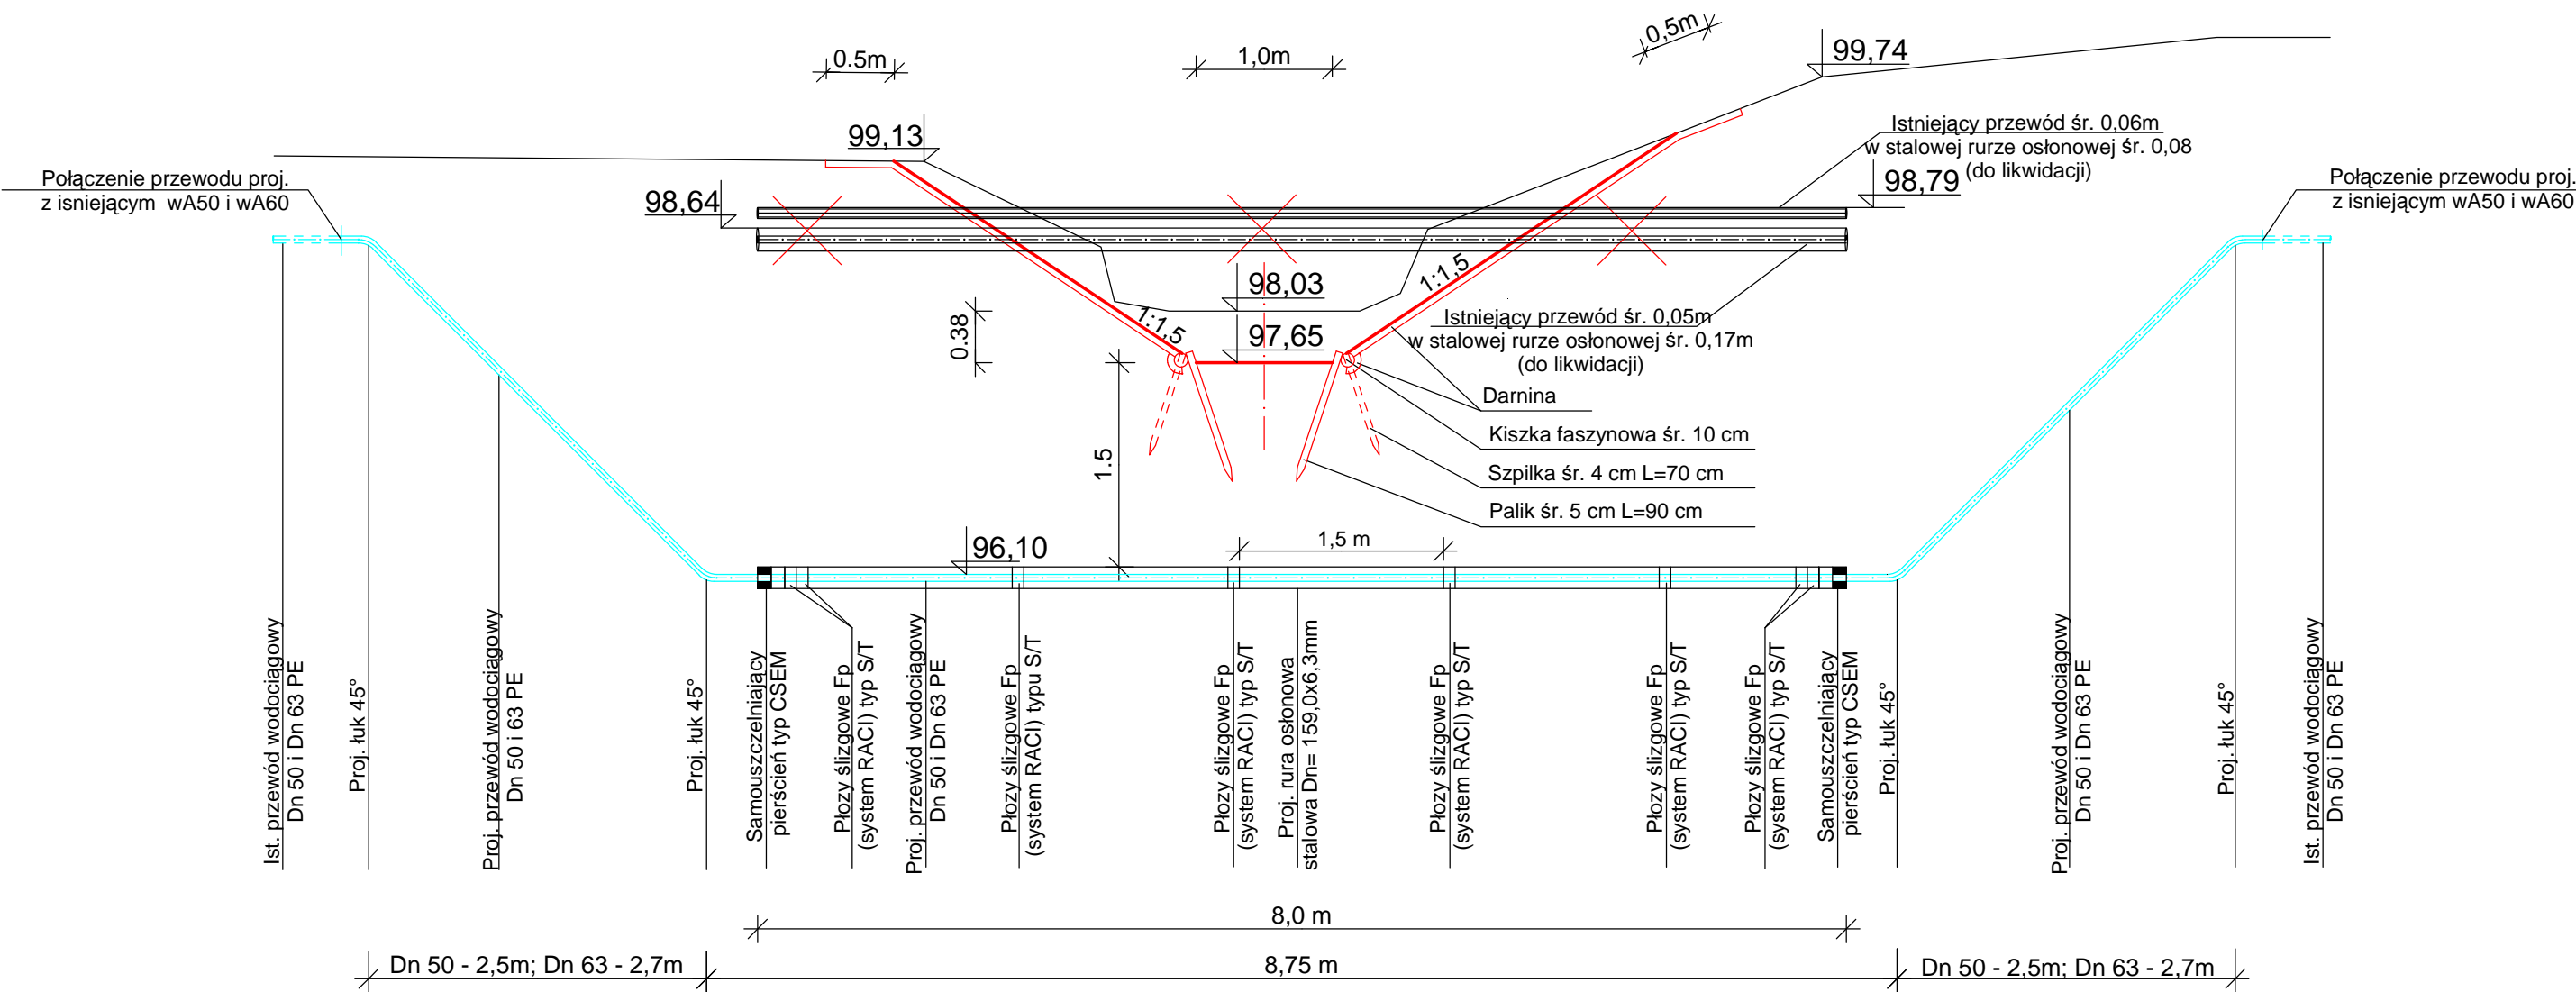 0.5m
1,0m
0,5m
99,74
99,13
Istniejący przewód śr. 0,06m
w stalowej rurze osłonowej śr. 0,08
(do likwidacji)
98,79
Połączenie przewodu proj.
z isniejącym wA50 i wA60
98,64
Połączenie przewodu proj.
z isniejącym wA50 i wA60
98,03
1:1,5
0.38
1:1,5
97,65
Istniejący przewód śr. 0,05m
w stalowej rurze osłonowej śr. 0,17m
(do likwidacji)
Darnina
Kiszka faszynowa śr. 10 cm
Szpilka śr. 4 cm L=70 cm
Palik śr. 5 cm L=90 cm
1.5
96,10
1,5 m
Ist. przewód wodociągowy
Dn 50 i Dn 63 PE
Proj. łuk 45°
Proj. przewód wodociągowy
Dn 50 i 63 PE
Proj. łuk 45°
Samouszczelniający
pierścień typ CSEM
Płozy ślizgowe Fp
(system RACI) typ S/T
Proj. przewód wodociągowy
Dn 50 i Dn 63 PE
Płozy ślizgowe Fp
(system RACI) typu S/T
Płozy ślizgowe Fp
(system RACI) typ S/T
Proj. rura osłonowa
stalowa Dn= 159,0x6,3mm
Płozy ślizgowe Fp
(system RACI) typ S/T
Płozy ślizgowe Fp
(system RACI) typ S/T
Płozy ślizgowe Fp
(system RACI) typ S/T
Samouszczelniający
pierścień typ CSEM
Proj. łuk 45°
Proj. przewód wodociągowy
Dn 50 i Dn 63 PE
Proj. łuk 45°
Ist. przewód wodociągowy
Dn 50 i Dn 63 PE
8,0 m
Dn 50 - 2,5m; Dn 63 - 2,7m
8,75 m
Dn 50 - 2,5m; Dn 63 - 2,7m